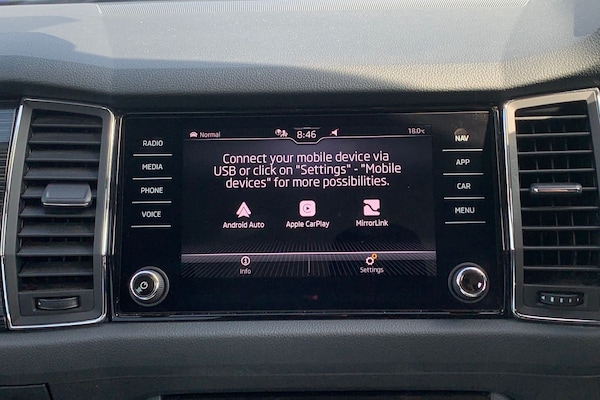 RADIO
MEDIA
PHONE
VOICE
Normal
8:46
18.0°C
Connect your mobile device via
USB or click on "Settings" - "Mobile
devices" for more possibilities.
Android Auto
Apple CarPlay
MirrorLink
Info
Settings
NAV
APP
CAR
MENU